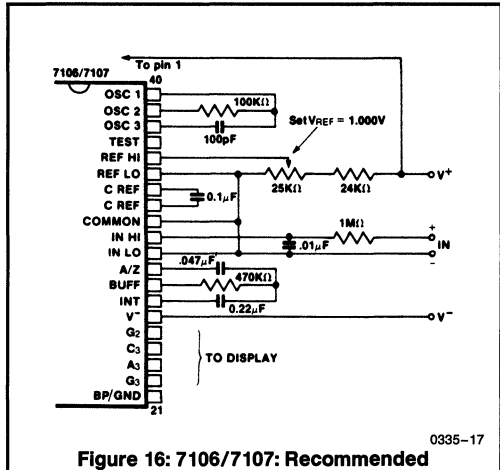 To pin 1
7106/7107
40
OSC 1
OSC 2
100KΩ
OSC 3
100pF
TEST
SetVREF = 1.000V
REF HI
REF LO
V+
25KΩ
24KΩ
C REF
0.1μF
C REF
COMMON
1MΩ
+
IN HI
IN
.01μF
IN LO
-
A/Z
.047μF
BUFF
470KΩ
INT
0.22μF
V-
V-
G2
C3
TO DISPLAY
A3
G3
BP/GND
21
0335-17
Figure 16: 7106/7107: Recommended